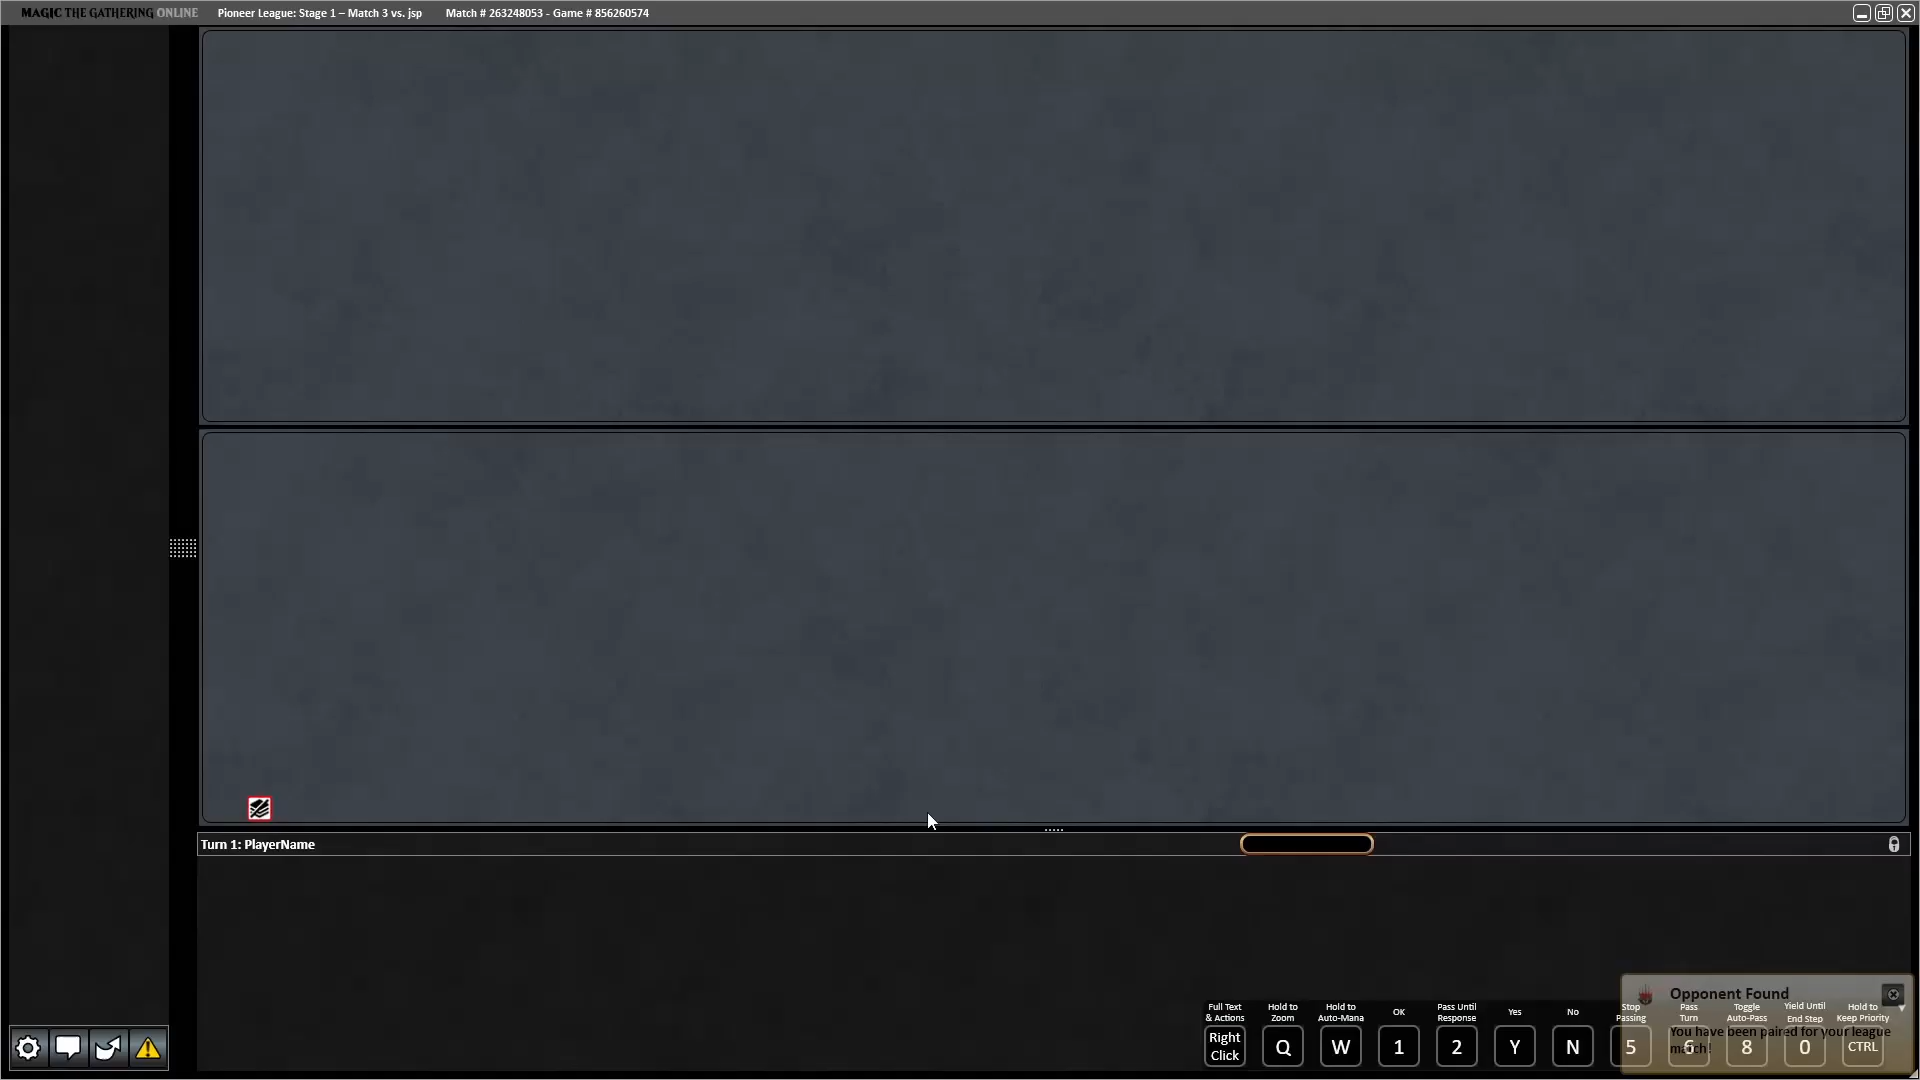 MAGIC THE GATHERING ONLINE
Pioneer League: Stage 1 – Match 3 vs. jsp
Match # 263248053 - Game # 856260574
Turn 1: PlayerName
Full Text & Actions
Right Click
Hold to Zoom
Q
Hold to Auto-Mana
W
OK
1
Pass Until Response
2
Yes
Y
No
N
Stop Passing
5
Pass Turn
6
Toggle Auto-Pass
8
Yield Until End Step
0
Hold to Keep Priority
CTRL
Opponent Found
You have been paired for your league
match!